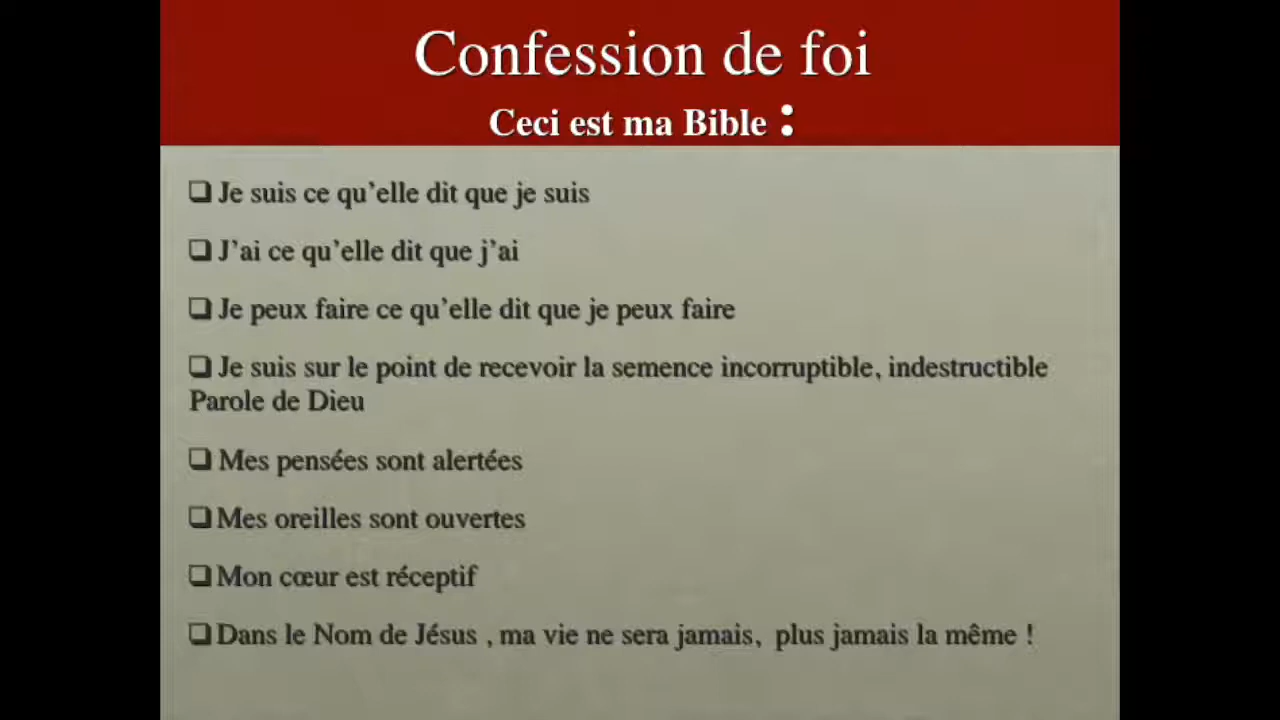 Confession de foi
Ceci est ma Bible :
❑ Je suis ce qu’elle dit que je suis
❑ J’ai ce qu’elle dit que j’ai
❑ Je peux faire ce qu’elle dit que je peux faire
❑ Je suis sur le point de recevoir la semence incorruptible, indestructible
Parole de Dieu
❑ Mes pensées sont alertées
❑ Mes oreilles sont ouvertes
❑ Mon cœur est réceptif
❑ Dans le Nom de Jésus , ma vie ne sera jamais, plus jamais la même !